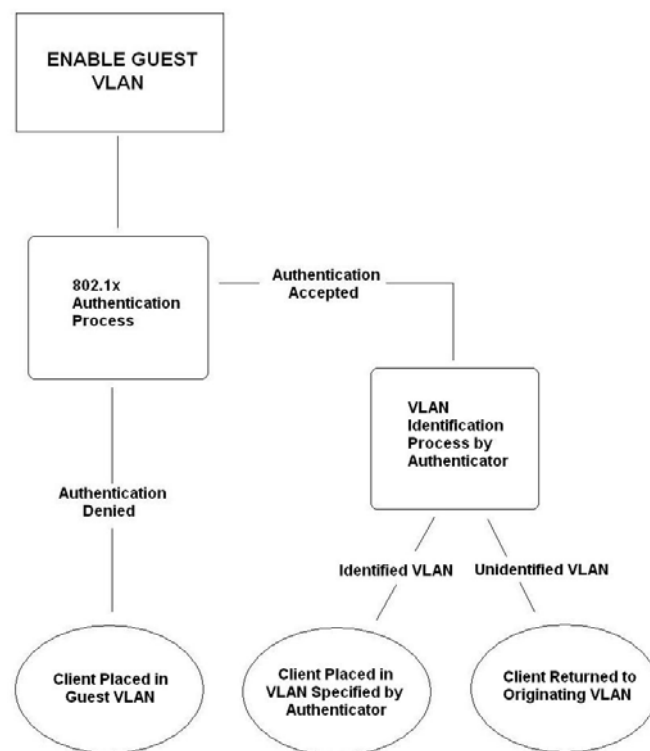 ENABLE GUEST
VLAN
802.1x
Authentication
Process
Authentication
Accepted
VLAN
Identification
Process by
Authenticator
Authentication
Denied
Identified VLAN
Unidentified VLAN
Client Placed in
Guest VLAN
Client Placed in
VLAN Specified by
Authenticator
Client Returned to
Originating VLAN